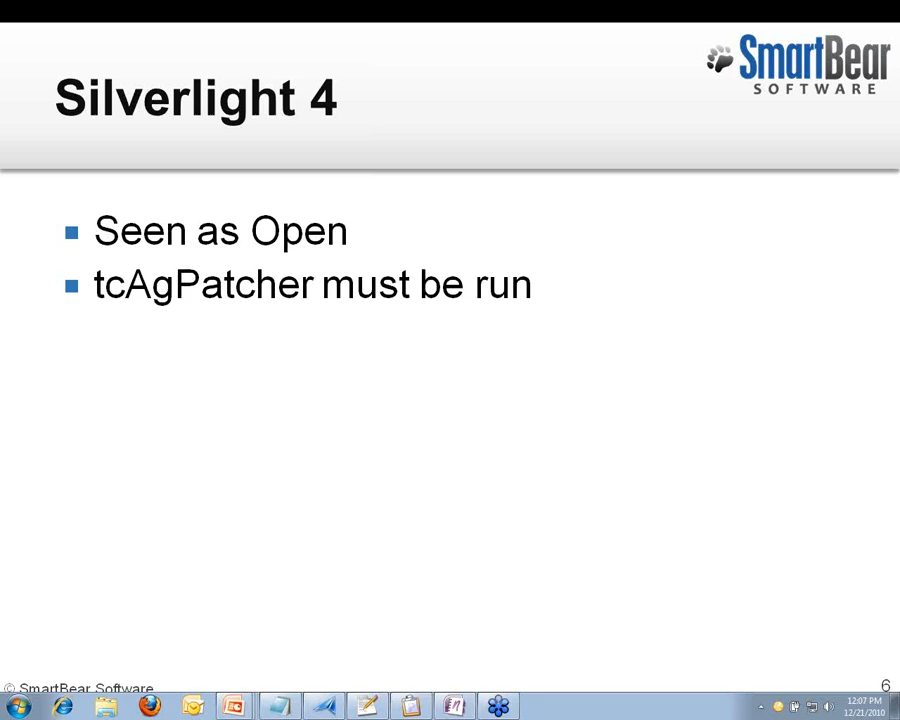 SmartBear
SOFTWARE
Silverlight 4
Seen as Open
tcAgPatcher must be run
© SmartBear Software
6
12:07 PM
12/21/2010